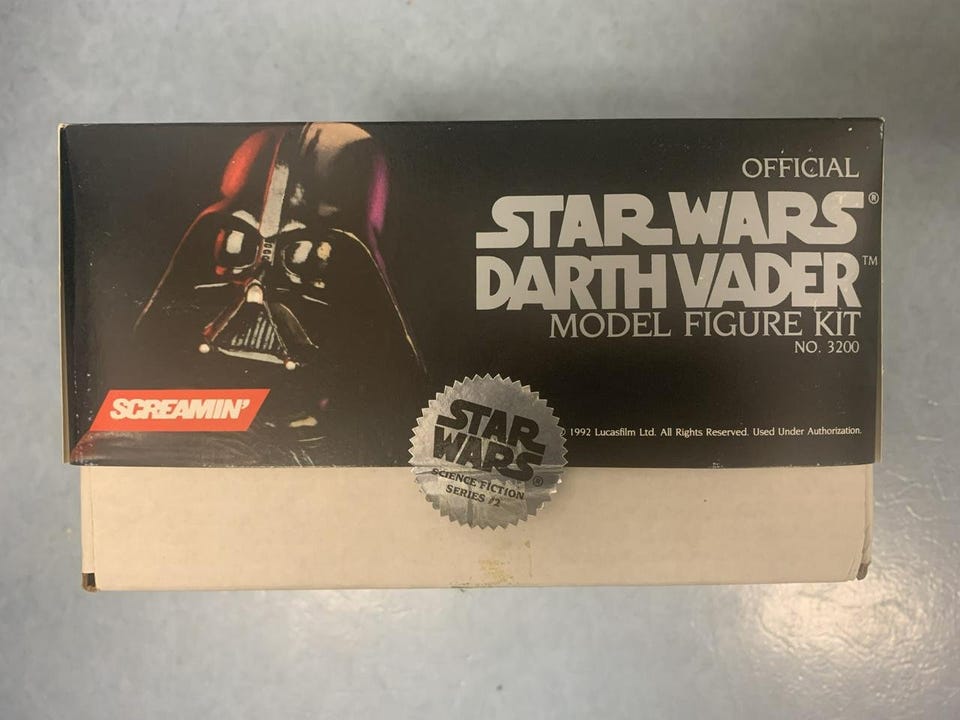 OFFICIAL
STAR WARS®
DARTH VADER™
MODEL FIGURE KIT
NO. 3200
SCREAMIN'
1992 Lucasfilm Ltd. All Rights Reserved. Used Under Authorization.
STAR
WARS®
SCIENCE FICTION
SERIES #2